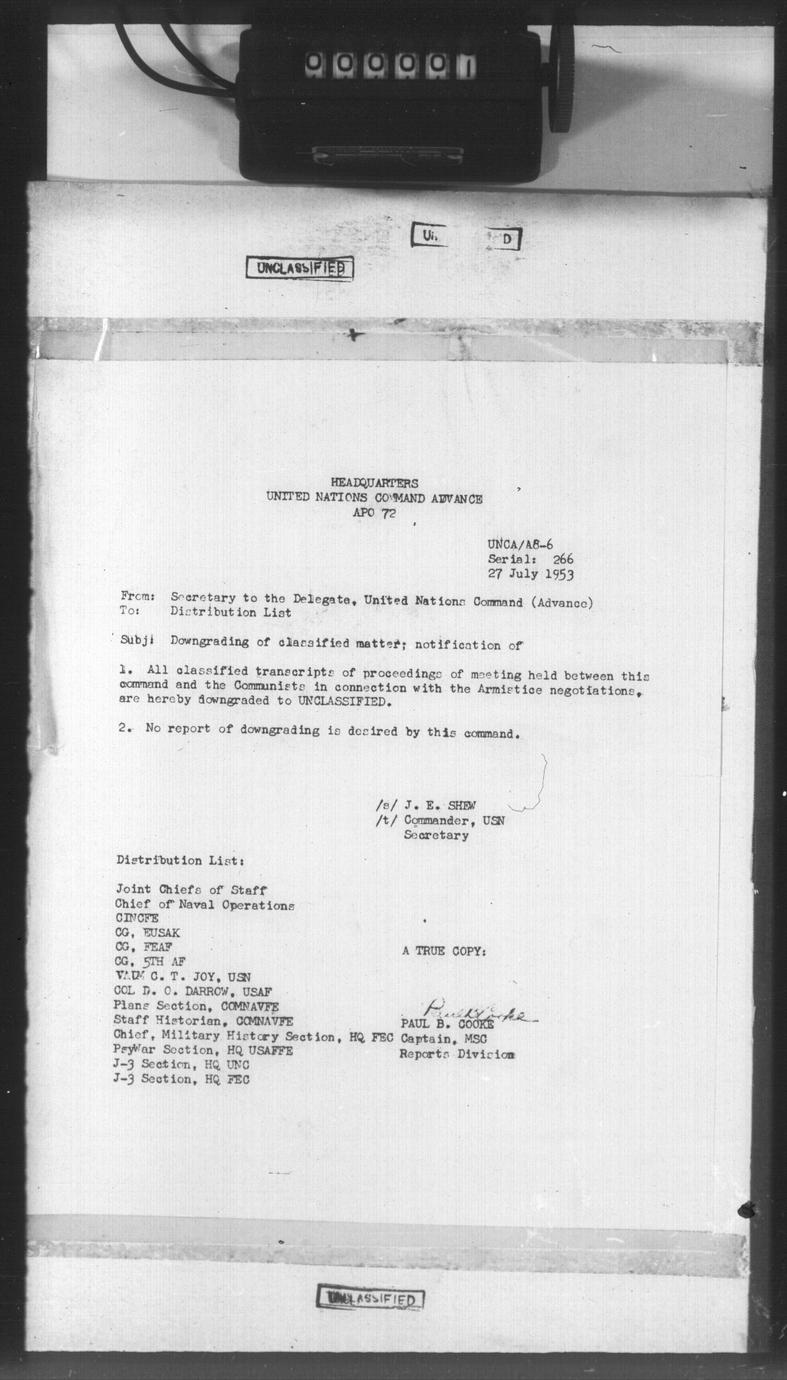 000001
UNCLASSIFIED
HEADQUARTERS
UNITED NATIONS COMMAND ADVANCE
APO 72
UNCA/A8-6
Serial: 266
27 July 1953
From: Secretary to the Delegate, United Nations Command (Advance)
To: Distribution List
Subj: Downgrading of classified matter; notification of
1. All classified transcripts of proceedings of meeting held between this
command and the Communists in connection with the Armistice negotiations,
are hereby downgraded to UNCLASSIFIED.
2. No report of downgrading is desired by this command.
/s/ J. E. SHEW
/t/ Commander, USN
Secretary
Distribution List:
Joint Chiefs of Staff
Chief of Naval Operations
CINCFE
CG, EUSAK
CG, FEAF
CG, 5TH AF
VADM C. T. JOY, USN
COL D. O. DARROW, USAF
Plans Section, COMNAVFE
Staff Historian, COMNAVFE
Chief, Military History Section, HQ FEC
PsyWar Section, HQ USAFFE
J-3 Section, HQ UNC
J-3 Section, HQ FEC
A TRUE COPY:
Paul B Cooke
PAUL B. COOKE
Captain, MSC
Reports Division
UNCLASSIFIED